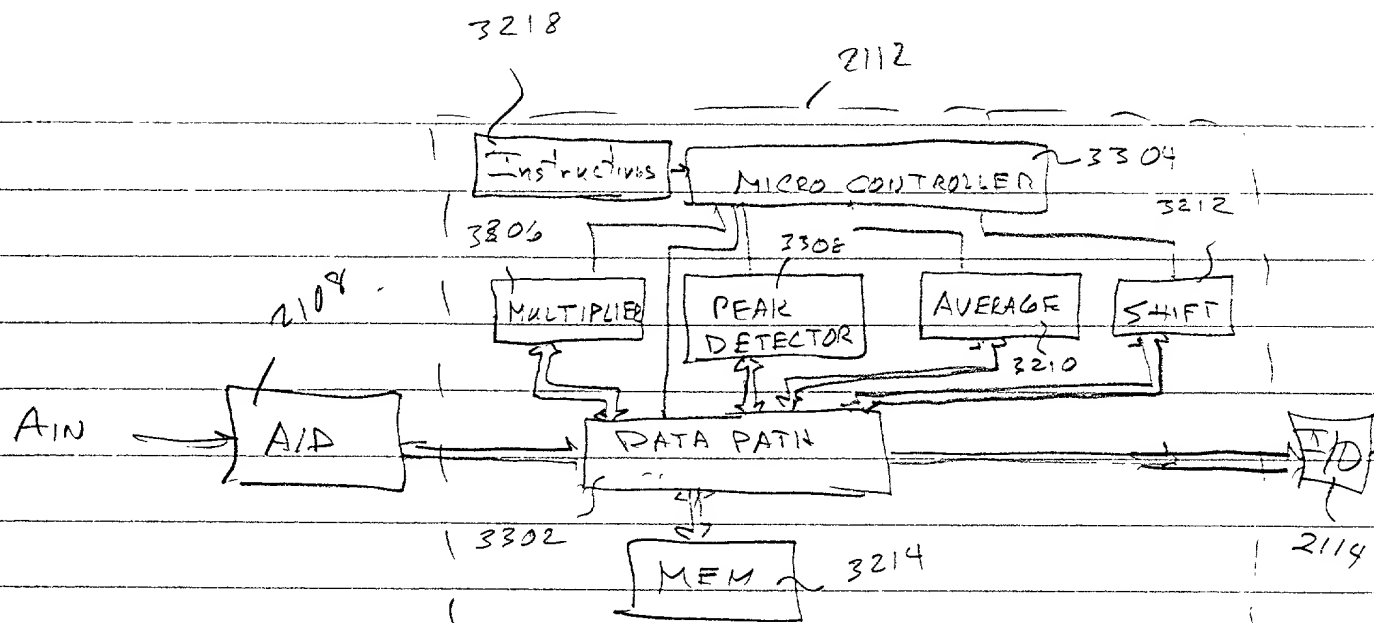 3218
2112
Instructions
MICRO CONTROLLER
3304
3212
3306
3308
MULTIPLIER
PEAK
DETECTOR
AVERAGE
SHIFT
3210
2108
AIN
A/D
DATA PATH
I/O
3302
MEM
3214
2114